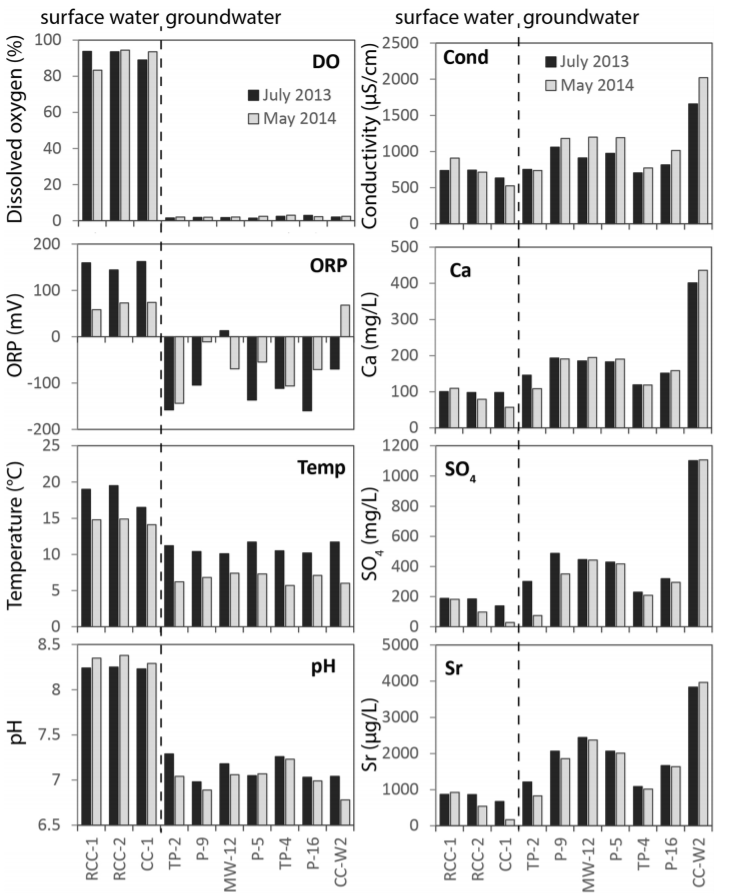 surface water groundwater
Dissolved oxygen (%)
100
80
60
40
20
0
DO
July 2013
May 2014
ORP (mV)
200
100
0
-100
-200
ORP
Temperature (°C)
25
20
15
10
5
0
Temp
pH
8.5
8
7.5
7
6.5
pH
RCC-1
RCC-2
CC-1
TP-2
P-9
MW-12
P-5
TP-4
P-16
CC-W2
surface water groundwater
Conductivity (µS/cm)
2500
2000
1500
1000
500
0
Cond
July 2013
May 2014
Ca (mg/L)
500
400
300
200
100
0
Ca
SO₄ (mg/L)
1200
1000
800
600
400
200
0
SO₄
Sr (µg/L)
5000
4000
3000
2000
1000
0
Sr
RCC-1
RCC-2
CC-1
TP-2
P-9
MW-12
P-5
TP-4
P-16
CC-W2